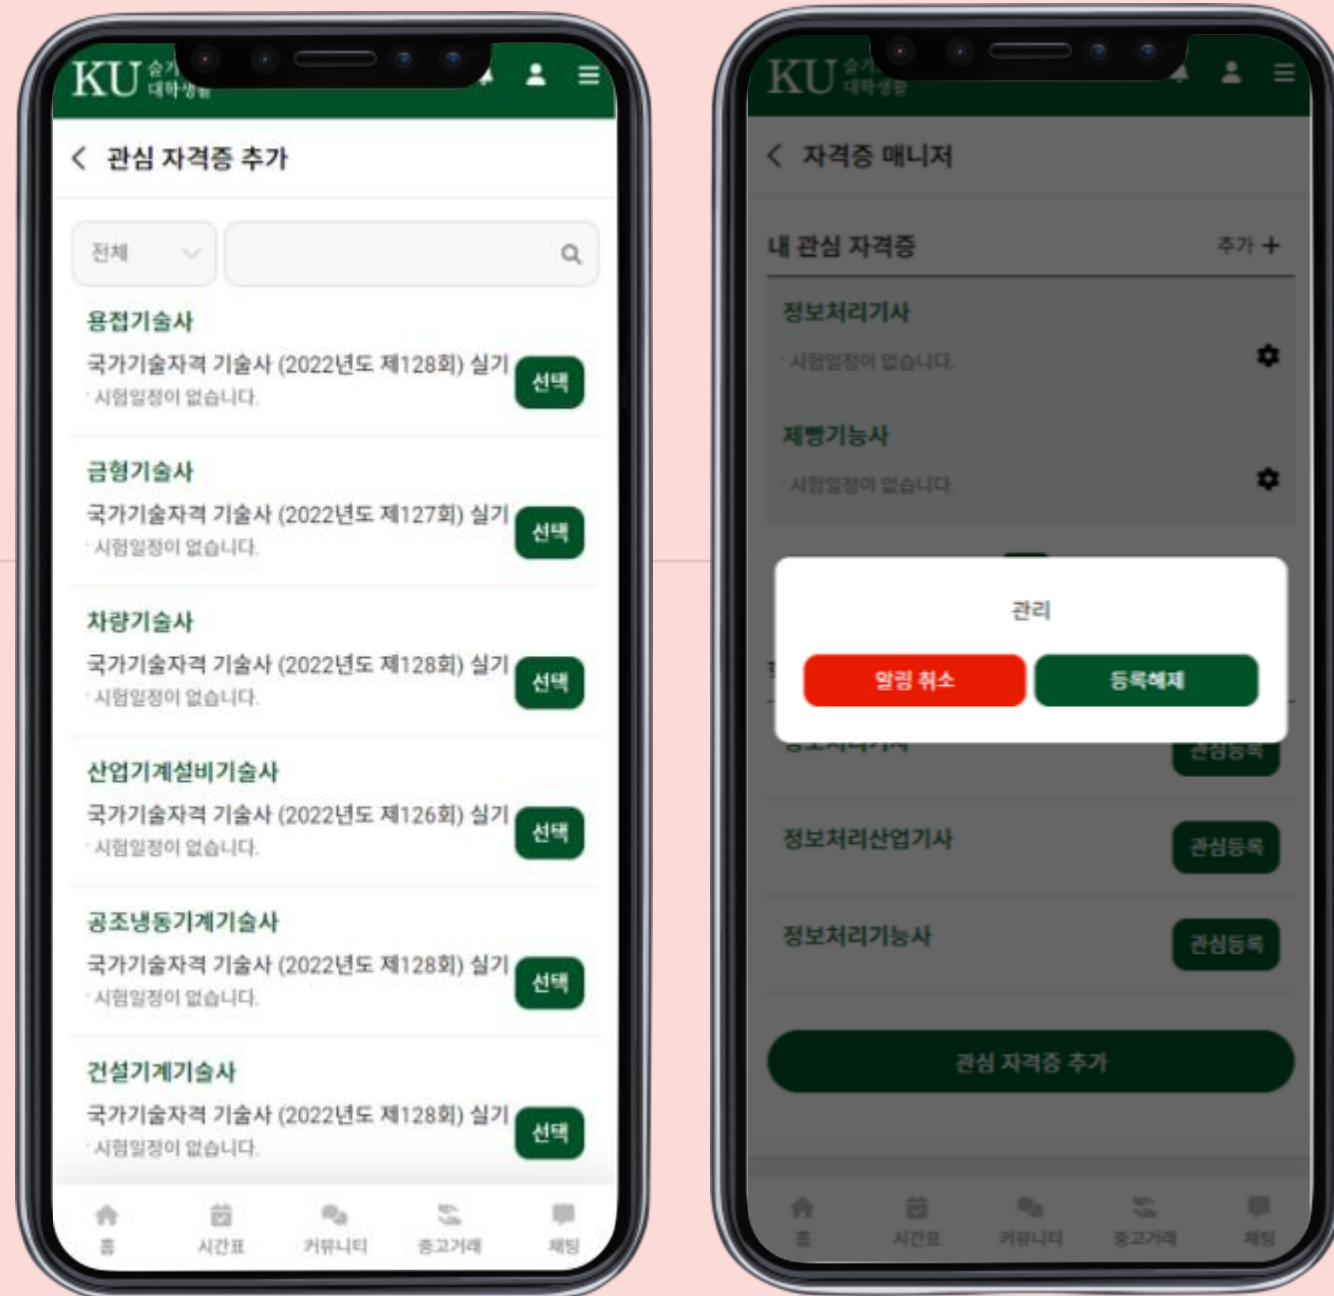 KU 슬기
대학생활
관심 자격증 추가
전체
용접기술사
국가기술자격 기술사 (2022년도 제128회) 실기
· 시험일정이 없습니다.
선택
금형기술사
국가기술자격 기술사 (2022년도 제127회) 실기
· 시험일정이 없습니다.
선택
차량기술사
국가기술자격 기술사 (2022년도 제128회) 실기
· 시험일정이 없습니다.
선택
산업기계설비기술사
국가기술자격 기술사 (2022년도 제126회) 실기
· 시험일정이 없습니다.
선택
공조냉동기계기술사
국가기술자격 기술사 (2022년도 제128회) 실기
· 시험일정이 없습니다.
선택
건설기계기술사
국가기술자격 기술사 (2022년도 제128회) 실기
· 시험일정이 없습니다.
선택
홈 시간표 커뮤니티 중고거래 채팅
KU 슬기
대학생활
자격증 매니저
내 관심 자격증 추가 +
정보처리기사
· 시험일정이 없습니다.
제빵기능사
· 시험일정이 없습니다.
관리
알림 취소 등록해제
정보처리기사 관심등록
정보처리산업기사 관심등록
정보처리기능사 관심등록
관심 자격증 추가
홈 시간표 커뮤니티 중고거래 채팅